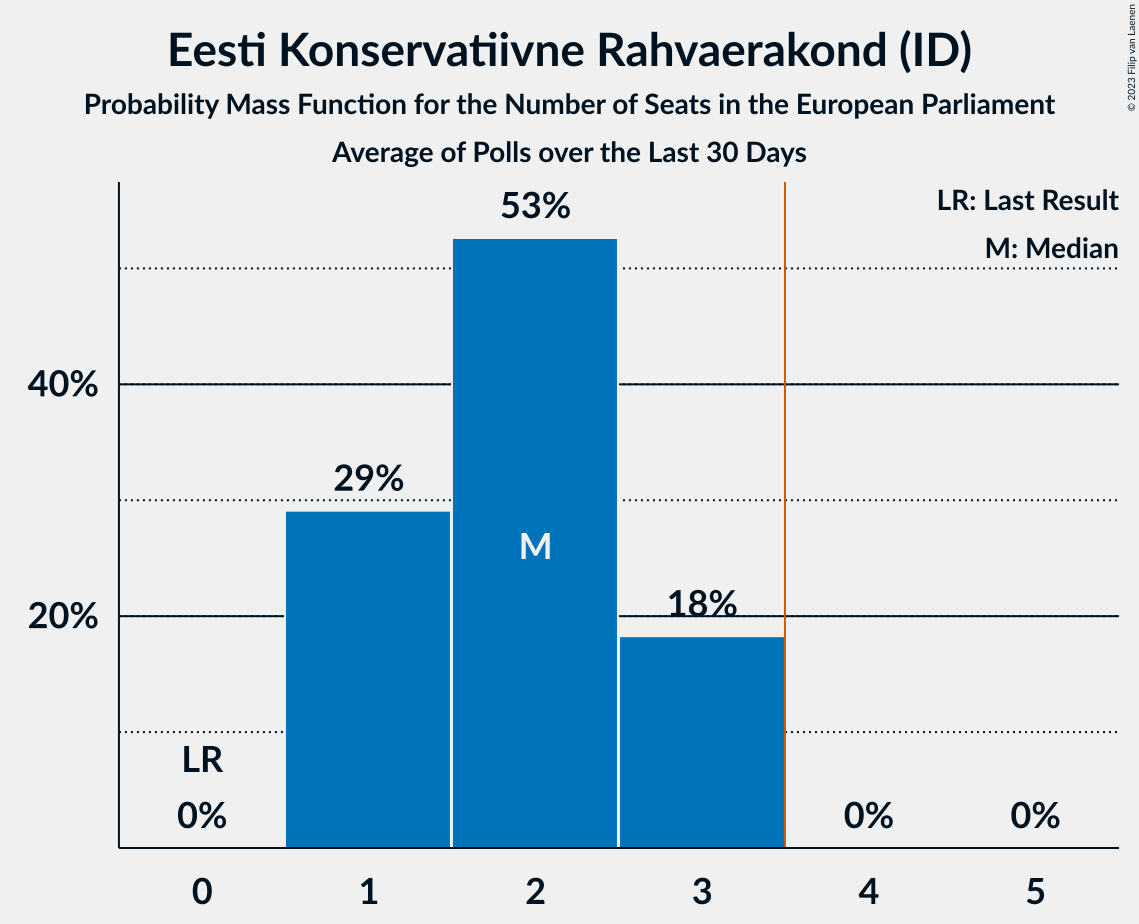 Eesti Konservatiivne Rahvaerakond (ID)
Probability Mass Function for the Number of Seats in the European Parliament
Average of Polls over the Last 30 Days
© 2023 Filip van Laenen
LR: Last Result
M: Median
53%
40%
29%
M
20%
18%
LR
0%
0%
0%
0
1
2
3
4
5